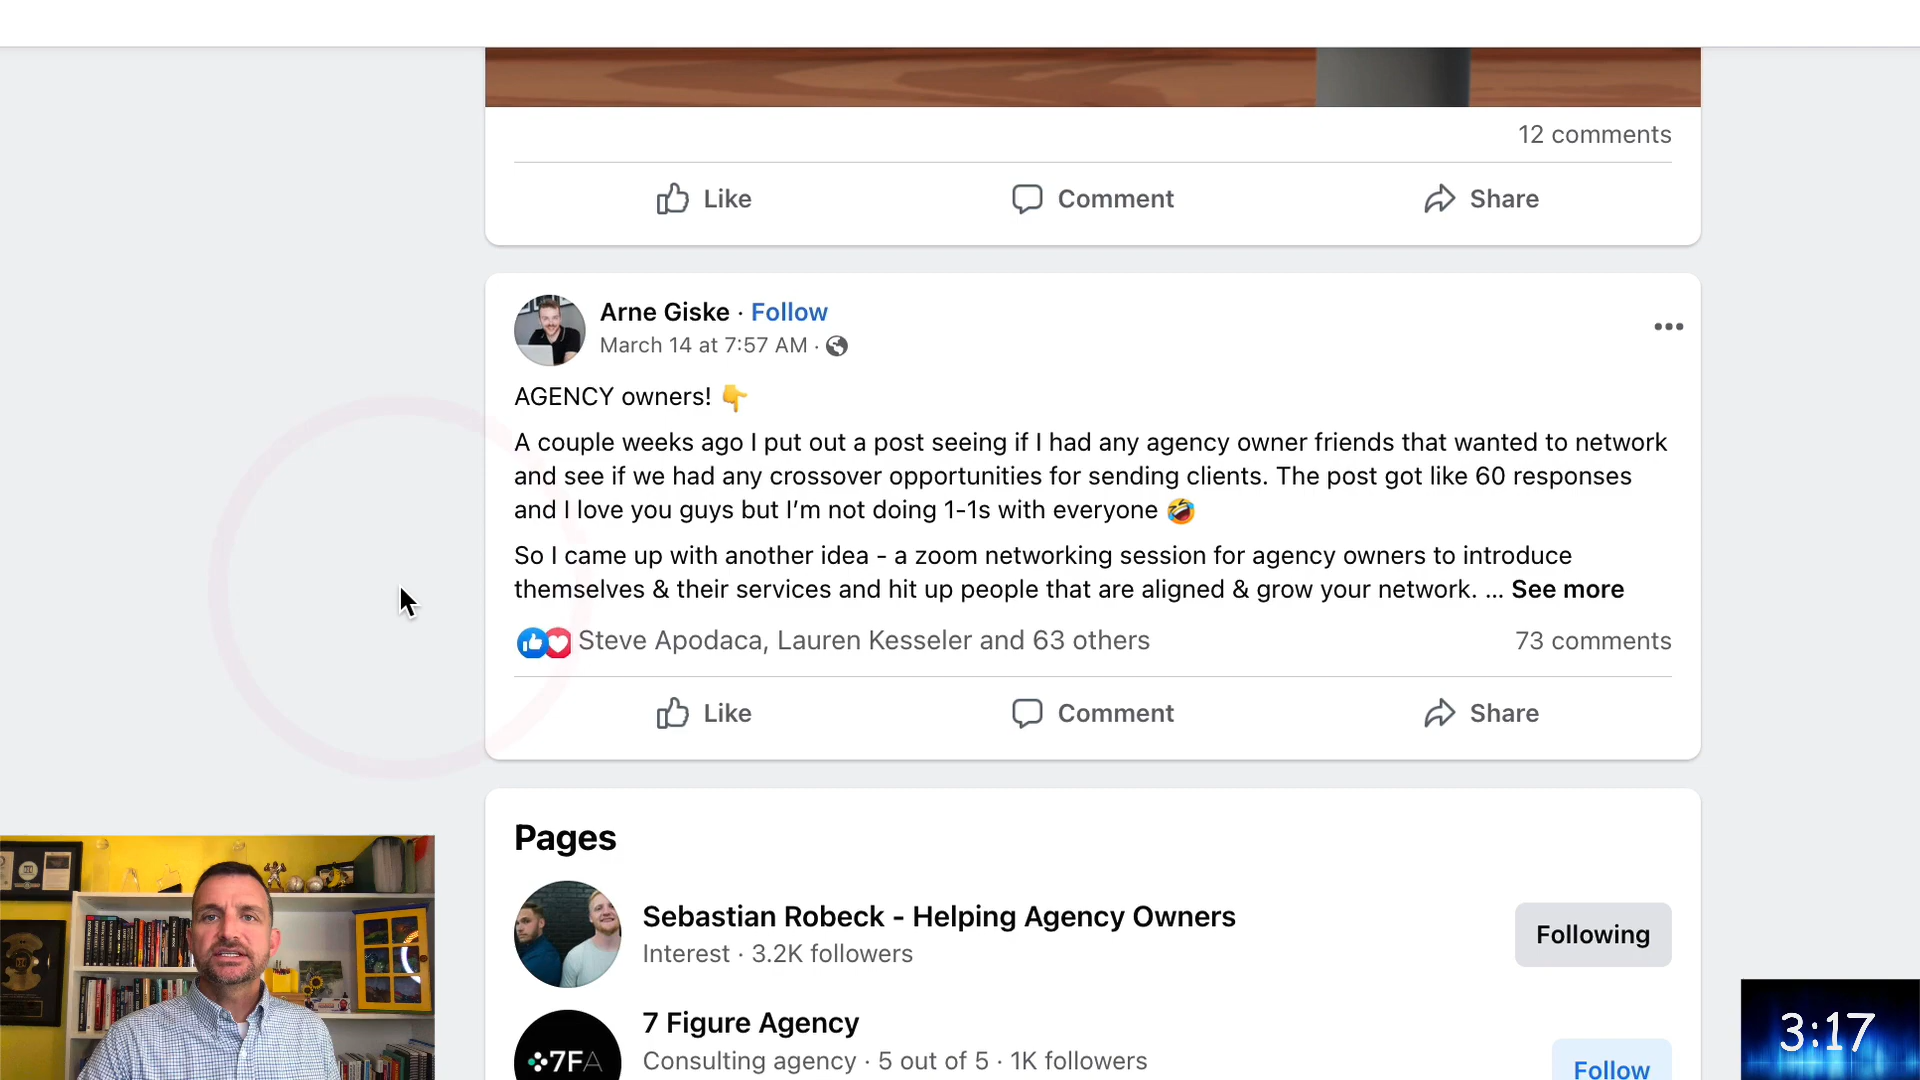 12 comments
Like
Comment
Share
Arne Giske · Follow
March 14 at 7:57 AM ·
AGENCY owners! 👇
A couple weeks ago I put out a post seeing if I had any agency owner friends that wanted to network
and see if we had any crossover opportunities for sending clients. The post got like 60 responses
and I love you guys but I’m not doing 1-1s with everyone 🤣
So I came up with another idea - a zoom networking session for agency owners to introduce
themselves & their services and hit up people that are aligned & grow your network. ... See more
Steve Apodaca, Lauren Kesseler and 63 others
73 comments
Like
Comment
Share
Pages
Sebastian Robeck - Helping Agency Owners
Interest · 3.2K followers
Following
7 Figure Agency
Consulting agency · 5 out of 5 · 1K followers
Follow
7FA
3:17